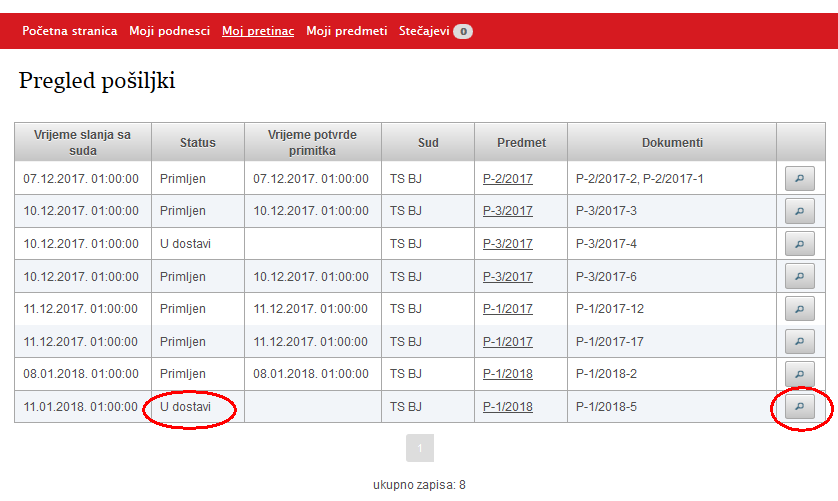 Početna stranica Moji podnesci Moj pretinac Moji predmeti Stečajevi 0
Pregled pošiljki
Vrijeme slanja sa suda Status Vrijeme potvrde primitka Sud Predmet Dokumenti
07.12.2017. 01:00:00 Primljen 07.12.2017. 01:00:00 TS BJ P-2/2017 P-2/2017-2, P-2/2017-1
10.12.2017. 01:00:00 Primljen 10.12.2017. 01:00:00 TS BJ P-3/2017 P-3/2017-3
10.12.2017. 01:00:00 U dostavi TS BJ P-3/2017 P-3/2017-4
10.12.2017. 01:00:00 Primljen 10.12.2017. 01:00:00 TS BJ P-3/2017 P-3/2017-6
11.12.2017. 01:00:00 Primljen 11.12.2017. 01:00:00 TS BJ P-1/2017 P-1/2017-12
11.12.2017. 01:00:00 Primljen 11.12.2017. 01:00:00 TS BJ P-1/2017 P-1/2017-17
08.01.2018. 01:00:00 Primljen 08.01.2018. 01:00:00 TS BJ P-1/2018 P-1/2018-2
11.01.2018. 01:00:00 U dostavi TS BJ P-1/2018 P-1/2018-5
1
ukupno zapisa: 8